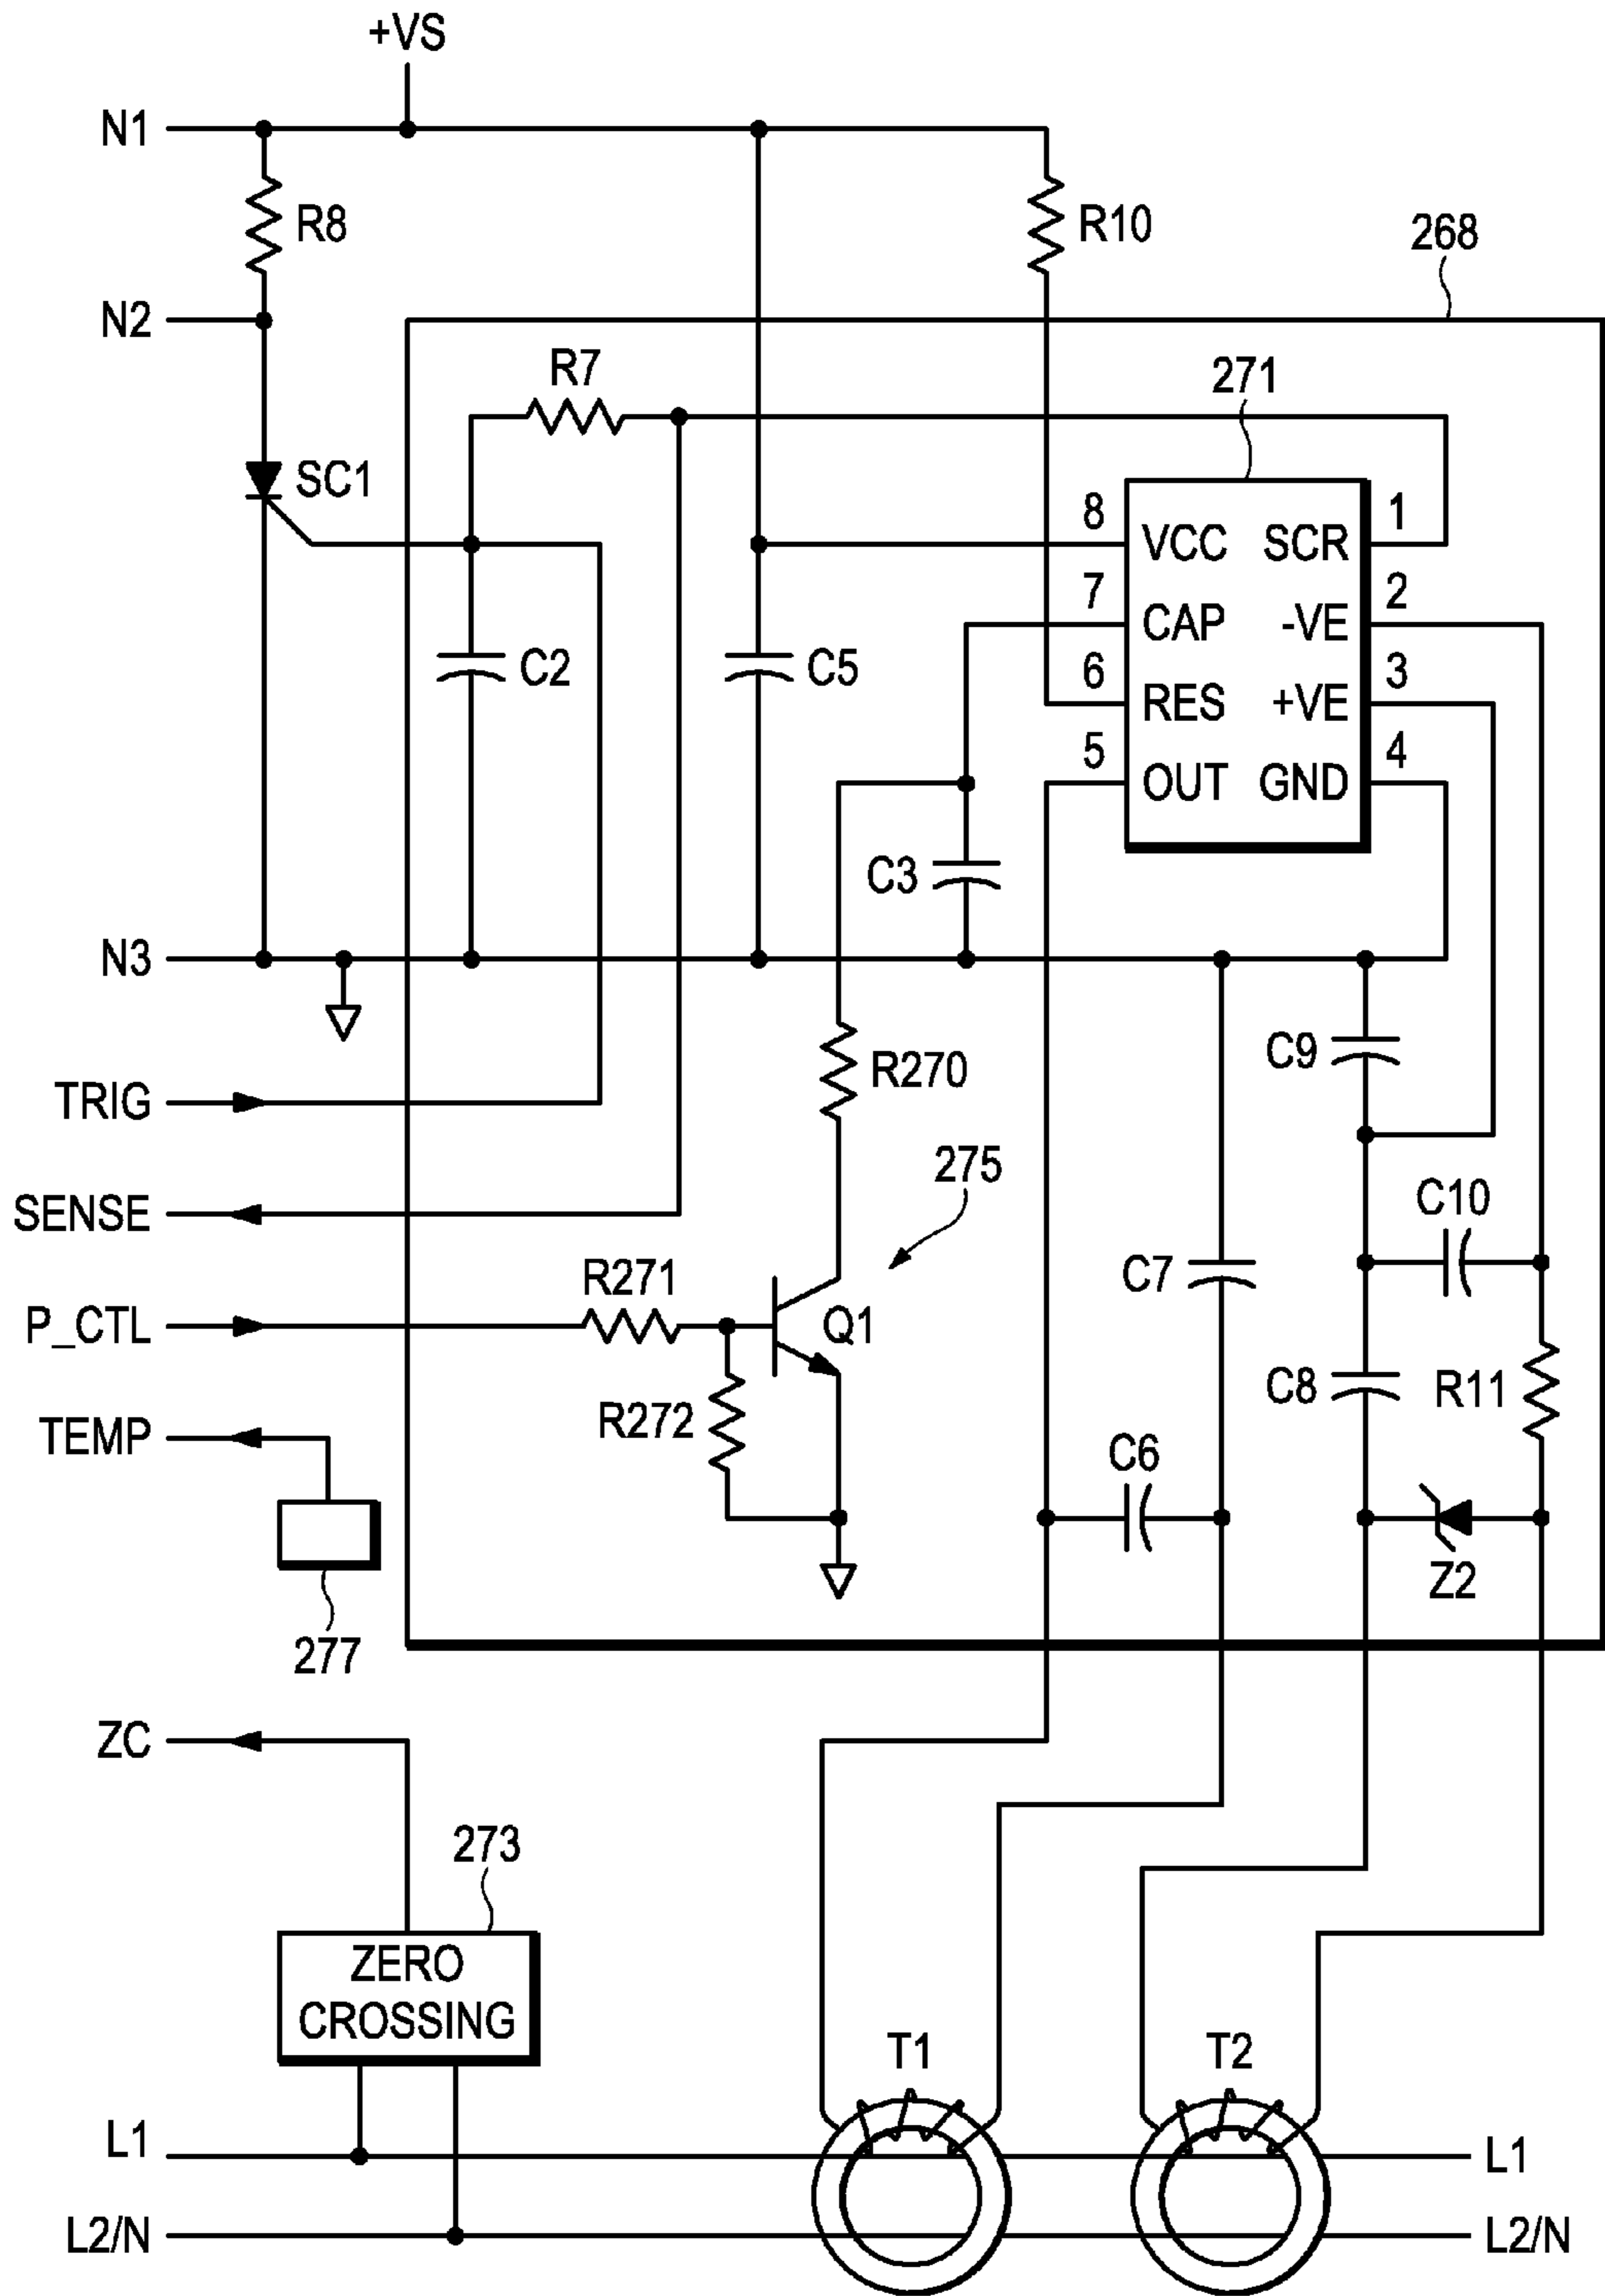 +VS
N1
R8
R10
268
N2
R7
271
SC1
8 VCC SCR 1
7 CAP -VE 2
6 RES +VE 3
5 OUT GND 4
C2
C5
C3
N3
C9
R270
TRIG
275
C10
SENSE
R271
C7
P_CTL
Q1
C8
R11
R272
TEMP
C6
Z2
277
ZC
273
ZERO
CROSSING
T1
T2
L1
L1
L2/N
L2/N